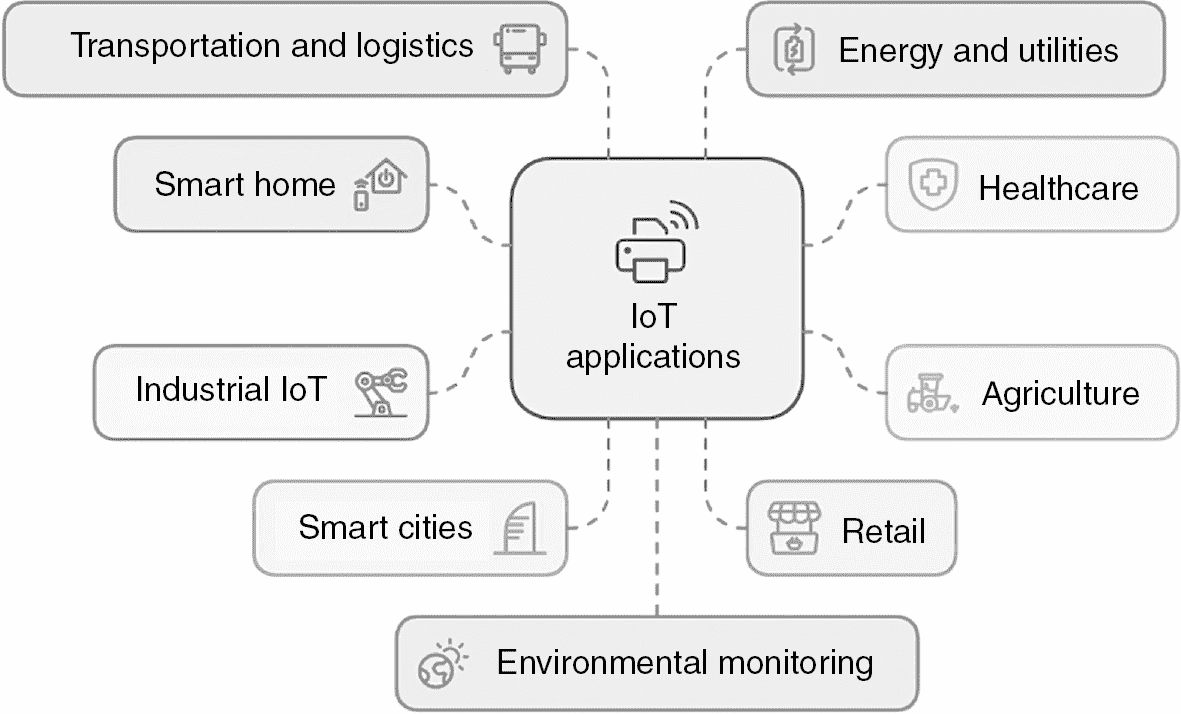 Transportation and logistics
Energy and utilities
Smart home
Healthcare
IoT
applications
Industrial IoT
Agriculture
Smart cities
Retail
Environmental monitoring